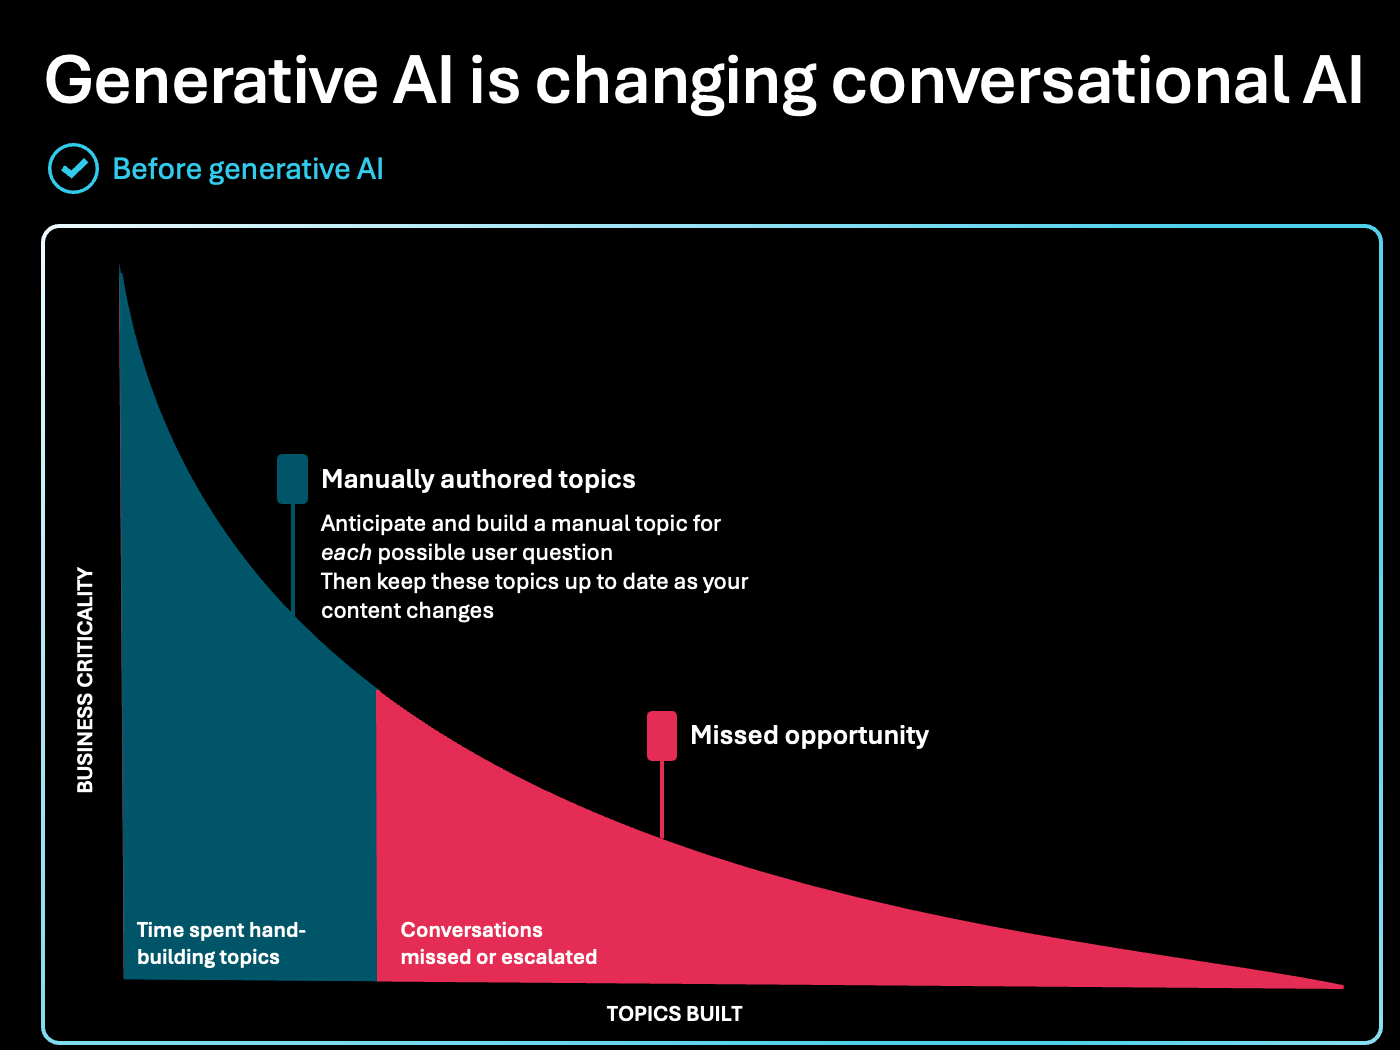 Generative AI is changing conversational AI
Before generative AI
Manually authored topics
Anticipate and build a manual topic for
each possible user question
Then keep these topics up to date as your
content changes
BUSINESS CRITICALITY
Missed opportunity
Time spent hand-
building topics
Conversations
missed or escalated
TOPICS BUILT